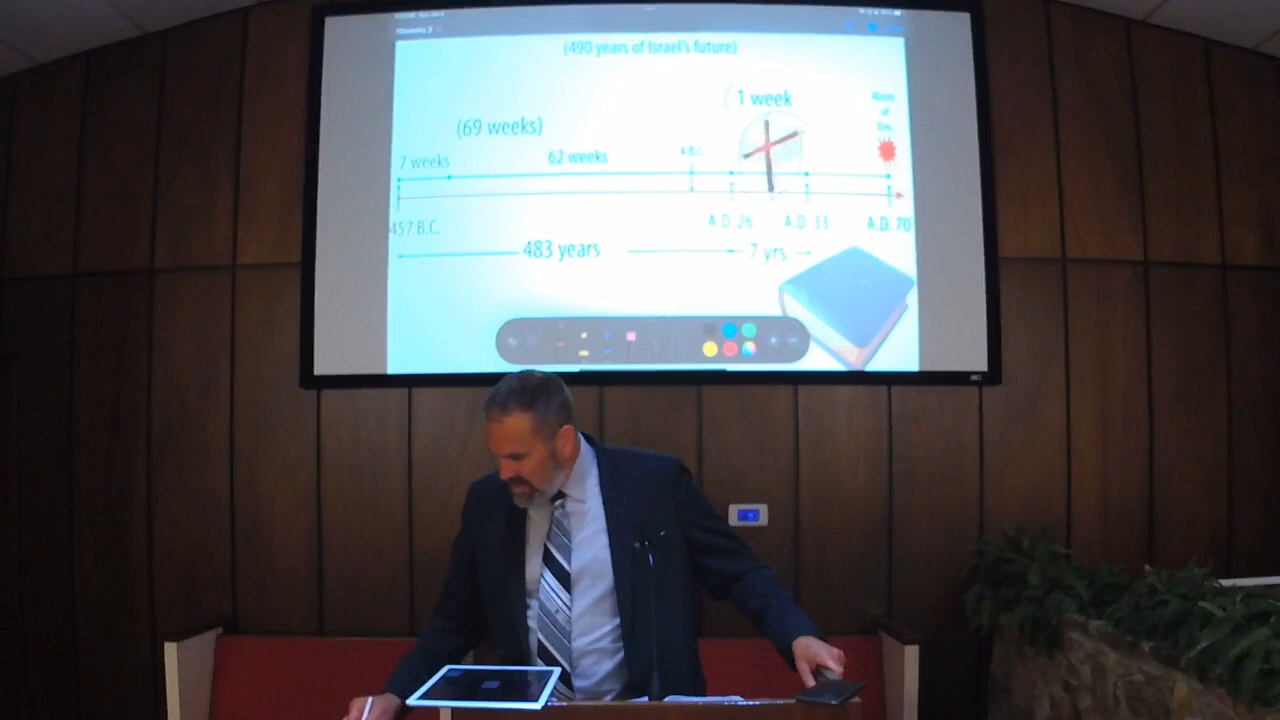 (490 years of Israel's future)
1 week
(69 weeks)
7 weeks
62 weeks
457 B.C.
A.D. 26
A.D. 33
A.D. 70
483 years
7 yrs.